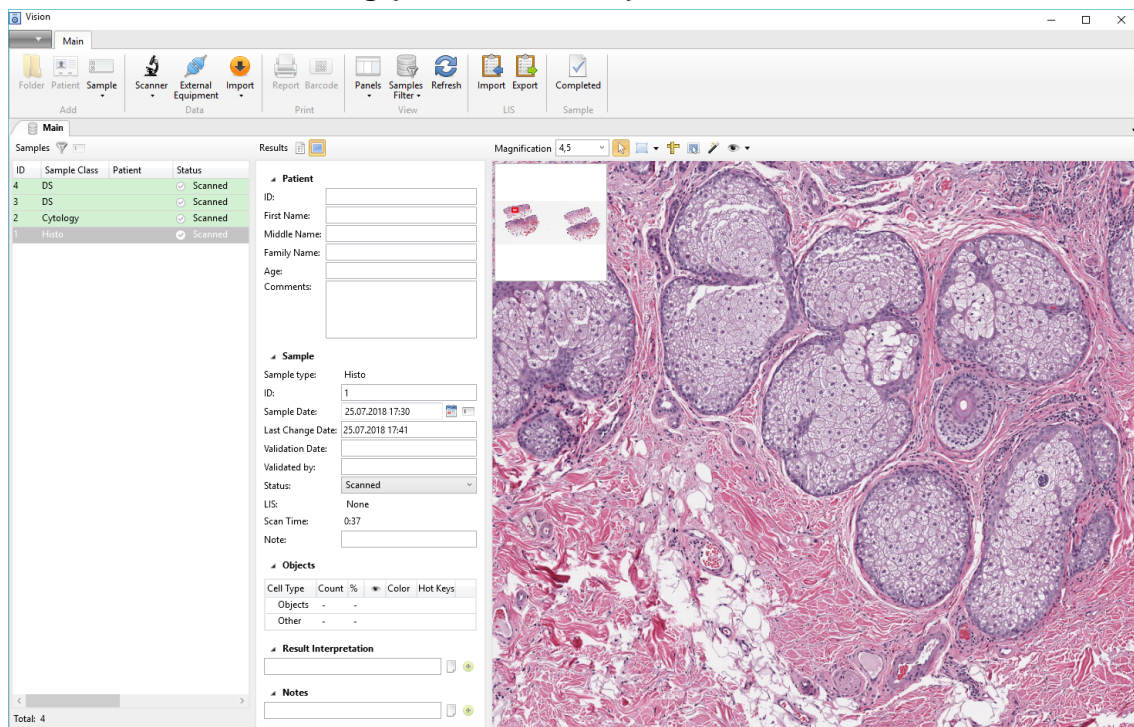 Vision
Main
Folder Patient Sample Scanner External Equipment Import Report Barcode Panels Samples Filter Refresh Import Export Completed
Add Data Print View LIS Sample
Main
Samples
ID Sample Class Patient Status
4 DS Scanned
3 DS Scanned
2 Cytology Scanned
1 Histo Scanned
Total: 4
Results
Patient
ID:
First Name:
Middle Name:
Family Name:
Age:
Comments:
Sample
Sample type: Histo
ID: 1
Sample Date: 25.07.2018 17:30
Last Change Date: 25.07.2018 17:41
Validation Date:
Validated by:
Status: Scanned
LIS: None
Scan Time: 0:37
Note:
Objects
Cell Type Count % Color Hot Keys
Objects - -
Other - -
Result Interpretation
Notes
Magnification 4,5